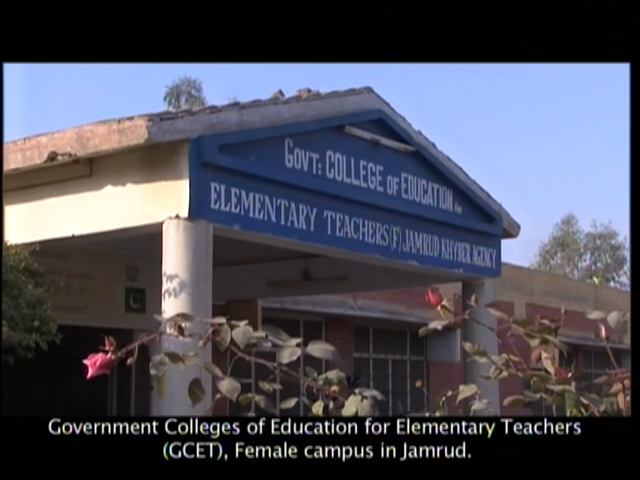 GOVT: COLLEGE OF EDUCATION for
ELEMENTARY TEACHERS (F) JAMRUD KHYBER AGENCY
Government Colleges of Education for Elementary Teachers
(GCET), Female campus in Jamrud.